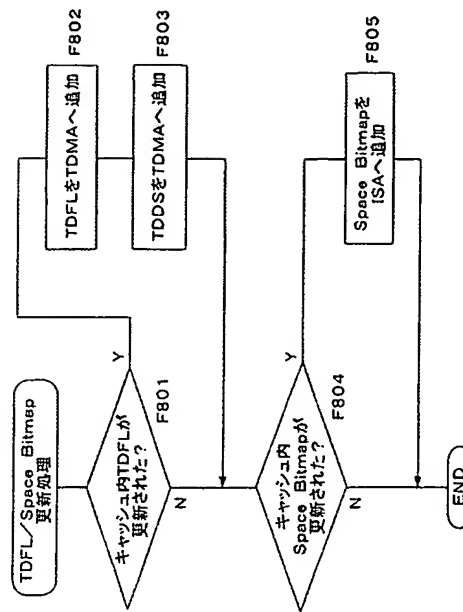 TDFL/Space Bitmap
更新処理
キャッシュ内TDFLが
更新された?
F801
Y
N
TDFLをTDMAへ追加
F802
TDDSをTDMAへ追加
F803
キャッシュ内
Space Bitmapが
更新された?
F804
Y
N
Space Bitmapを
ISAへ追加
F805
END